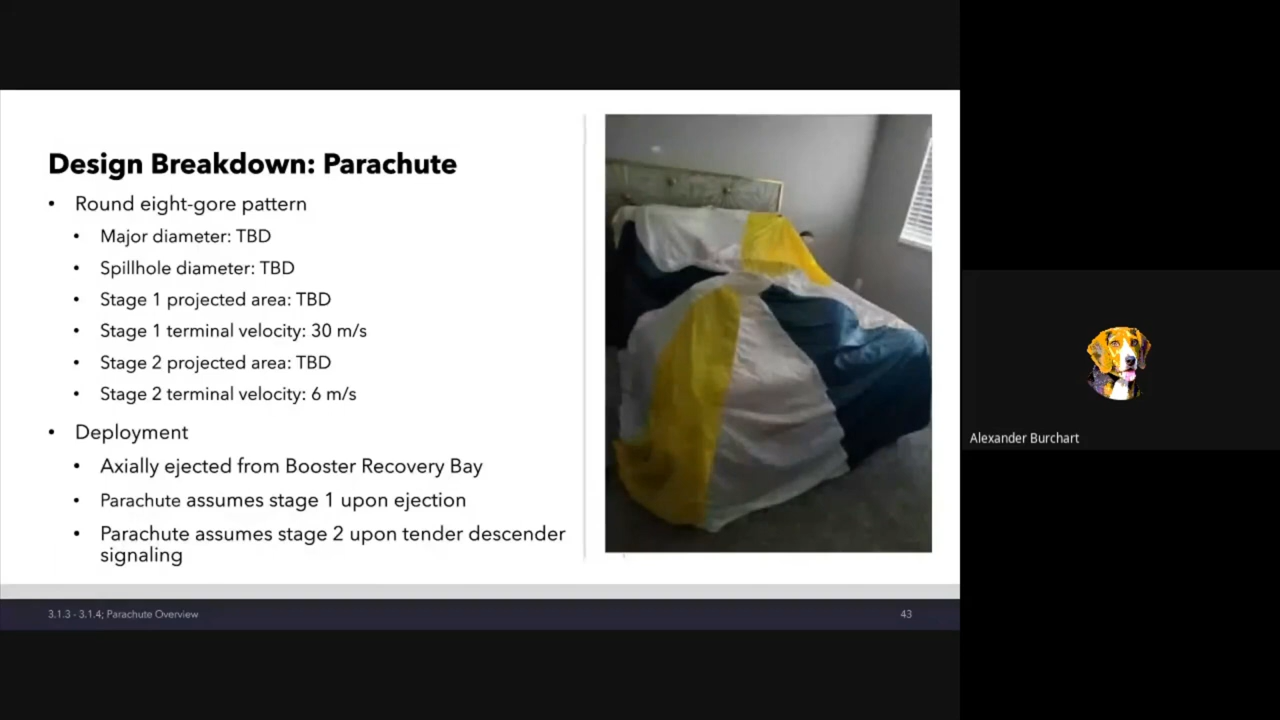 Design Breakdown: Parachute
• Round eight-gore pattern
• Major diameter: TBD
• Spillhole diameter: TBD
• Stage 1 projected area: TBD
• Stage 1 terminal velocity: 30 m/s
• Stage 2 projected area: TBD
• Stage 2 terminal velocity: 6 m/s
• Deployment
• Axially ejected from Booster Recovery Bay
• Parachute assumes stage 1 upon ejection
• Parachute assumes stage 2 upon tender descender
signaling
3.1.3 - 3.1.4; Parachute Overview
43
Alexander Burchart